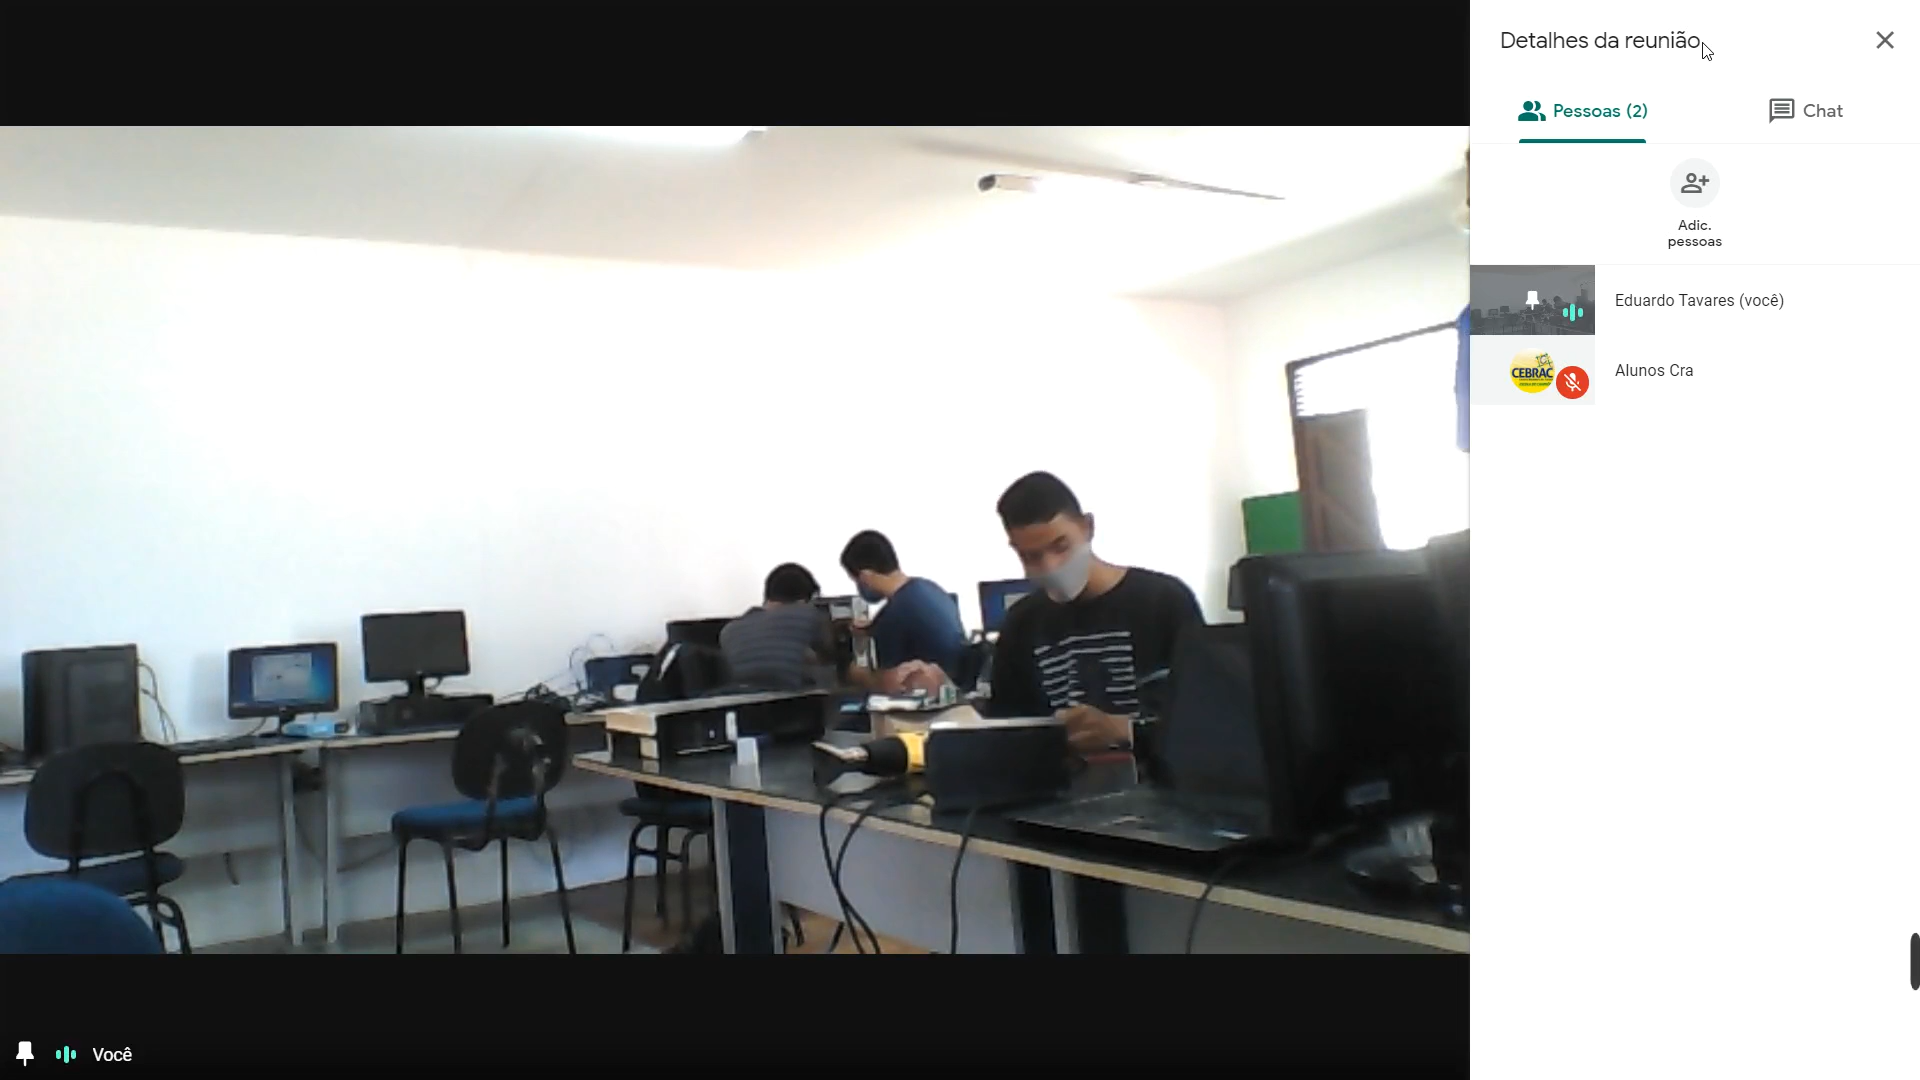 Detalhes da reunião
Pessoas (2)
Chat
Adic.
pessoas
Eduardo Tavares (você)
CEBRAC
Alunos Cra
Você